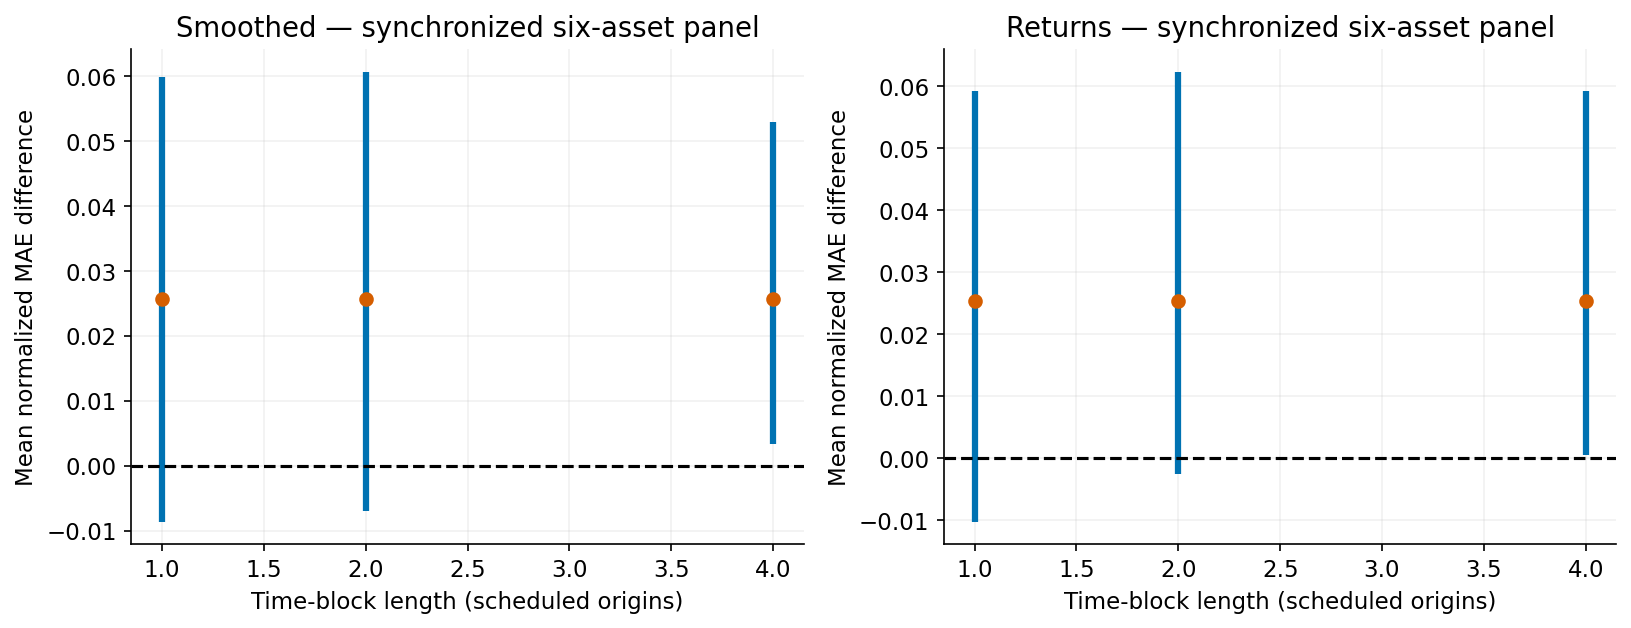 Smoothed — synchronized six-asset panel
Mean normalized MAE difference
0.06
0.05
0.04
0.03
0.02
0.01
0.00
−0.01
1.0 1.5 2.0 2.5 3.0 3.5 4.0
Time-block length (scheduled origins)
Returns — synchronized six-asset panel
Mean normalized MAE difference
0.06
0.05
0.04
0.03
0.02
0.01
0.00
−0.01
1.0 1.5 2.0 2.5 3.0 3.5 4.0
Time-block length (scheduled origins)